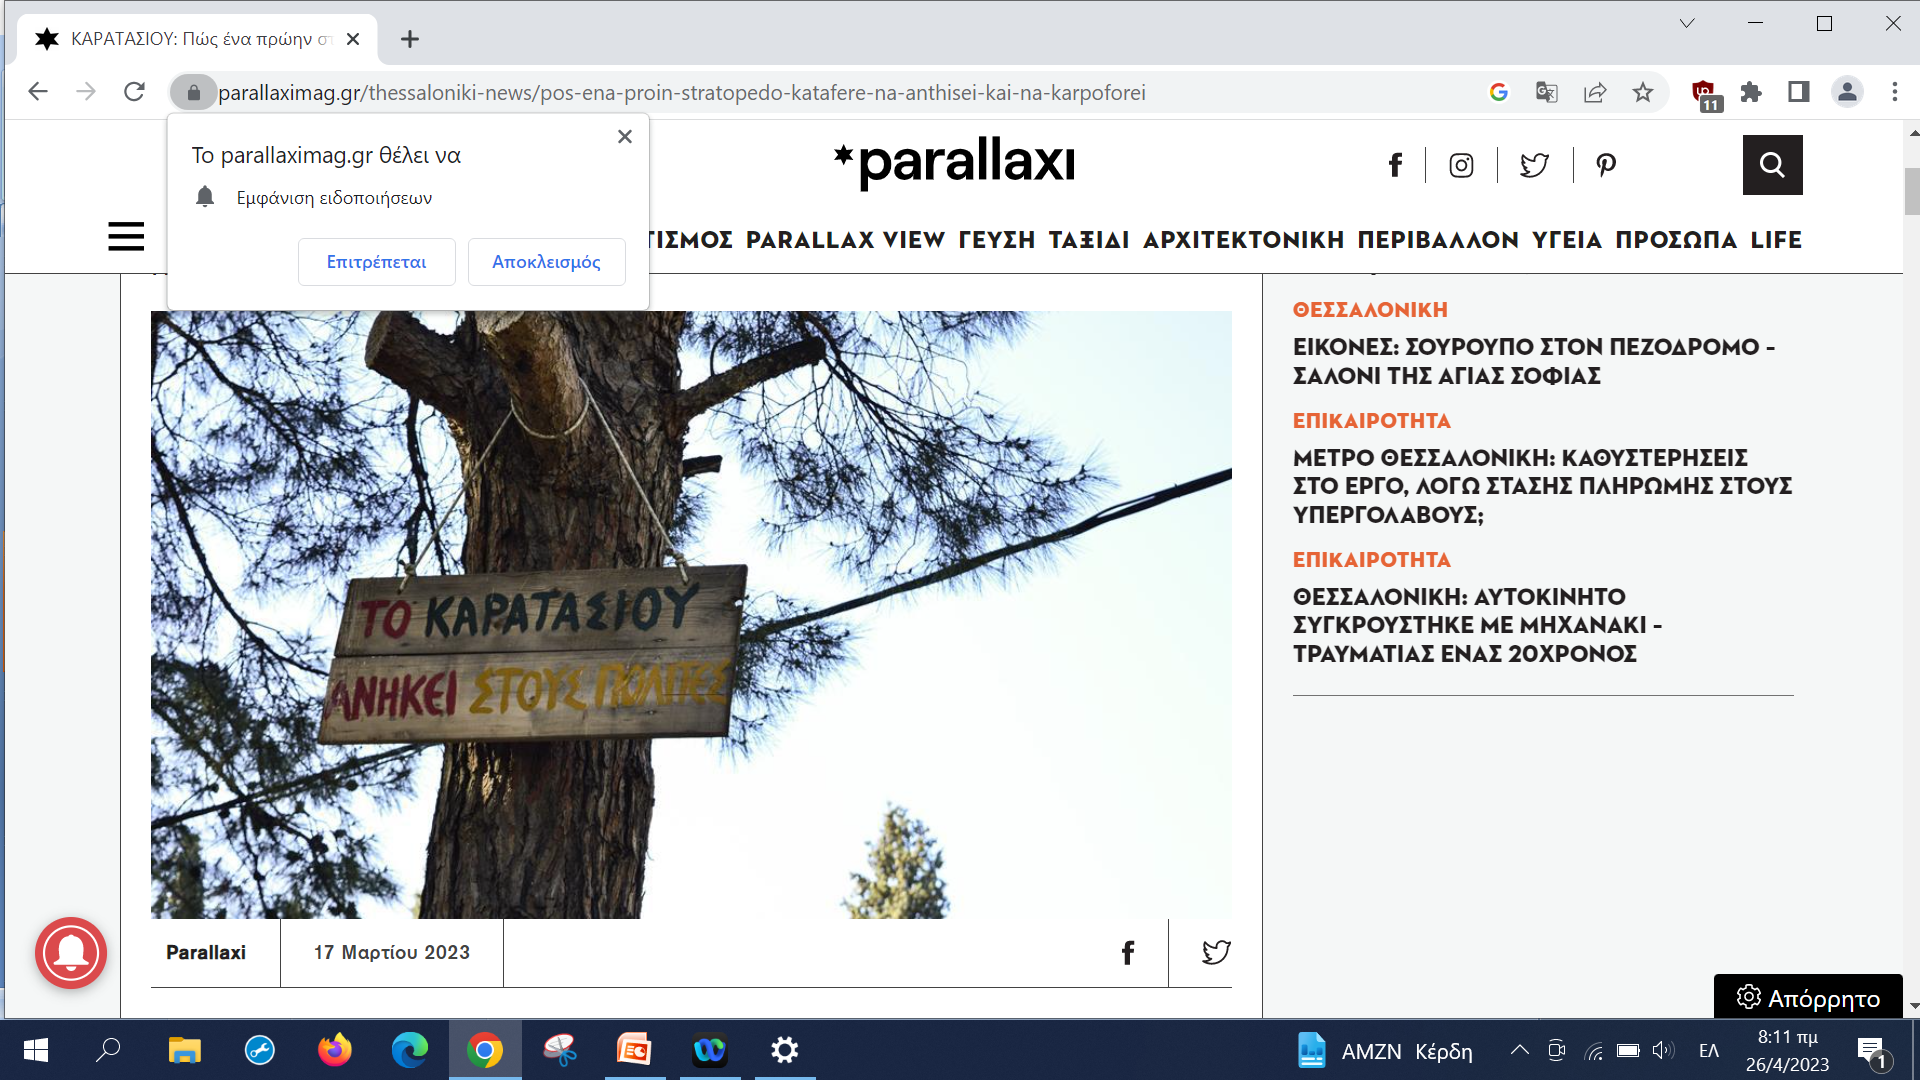 ΚΑΡΑΤΑΣΙΟΥ: Πώς ένα πρώην στ
parallaximag.gr/thessaloniki-news/pos-ena-proin-stratopedo-katafere-na-anthisei-kai-na-karpoforei
11
Το parallaximag.gr θέλει να
Εμφάνιση ειδοποιήσεων
Επιτρέπεται
Αποκλεισμός
*parallaxi
ΤΙΣΜΟΣ PARALLAX VIEW ΓΕΥΣΗ ΤΑΞΙΔΙ ΑΡΧΙΤΕΚΤΟΝΙΚΗ ΠΕΡΙΒΑΛΛΟΝ ΥΓΕΙΑ ΠΡΟΣΩΠΑ LIFE
ΤΟ ΚΑΡΑΤΑΣΙΟΥ
ΑΝΗΚΕΙ ΣΤΟΥΣ ΠΟΛΙΤΕΣ
Parallaxi
17 Μαρτίου 2023
ΘΕΣΣΑΛΟΝΙΚΗ
ΕΙΚΟΝΕΣ: ΣΟΥΡΟΥΠΟ ΣΤΟΝ ΠΕΖΟΔΡΟΜΟ -
ΣΑΛΟΝΙ ΤΗΣ ΑΓΙΑΣ ΣΟΦΙΑΣ
ΕΠΙΚΑΙΡΟΤΗΤΑ
ΜΕΤΡΟ ΘΕΣΣΑΛΟΝΙΚΗ: ΚΑΘΥΣΤΕΡΗΣΕΙΣ
ΣΤΟ ΕΡΓΟ, ΛΟΓΩ ΣΤΑΣΗΣ ΠΛΗΡΩΜΗΣ ΣΤΟΥΣ
ΥΠΕΡΓΟΛΑΒΟΥΣ;
ΕΠΙΚΑΙΡΟΤΗΤΑ
ΘΕΣΣΑΛΟΝΙΚΗ: ΑΥΤΟΚΙΝΗΤΟ
ΣΥΓΚΡΟΥΣΤΗΚΕ ΜΕ ΜΗΧΑΝΑΚΙ -
ΤΡΑΥΜΑΤΙΑΣ ΕΝΑΣ 20ΧΡΟΝΟΣ
Απόρρητο
AMZN Κέρδη
ΕΛ
8:11 πμ
26/4/2023
1